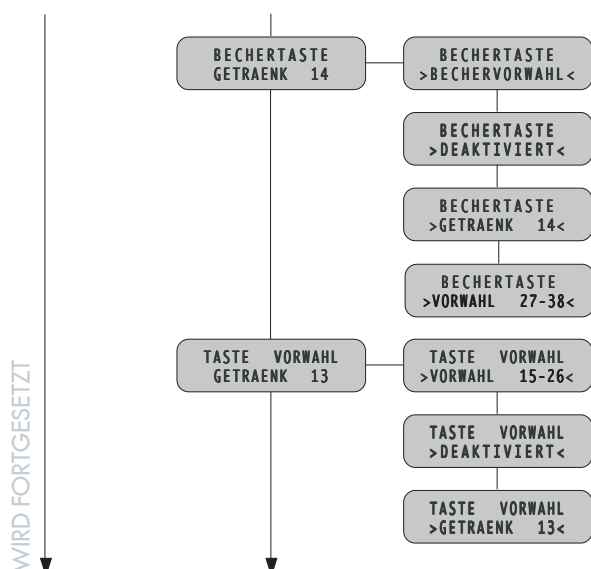 BECHERTASTE
GETRAENK 14
BECHERTASTE
>BECHERVORWAHL<
BECHERTASTE
>DEAKTIVIERT<
BECHERTASTE
>GETRAENK 14<
BECHERTASTE
>VORWAHL 27-38<
TASTE VORWAHL
GETRAENK 13
TASTE VORWAHL
>VORWAHL 15-26<
TASTE VORWAHL
>DEAKTIVIERT<
TASTE VORWAHL
>GETRAENK 13<
WIRD FORTGESETZT